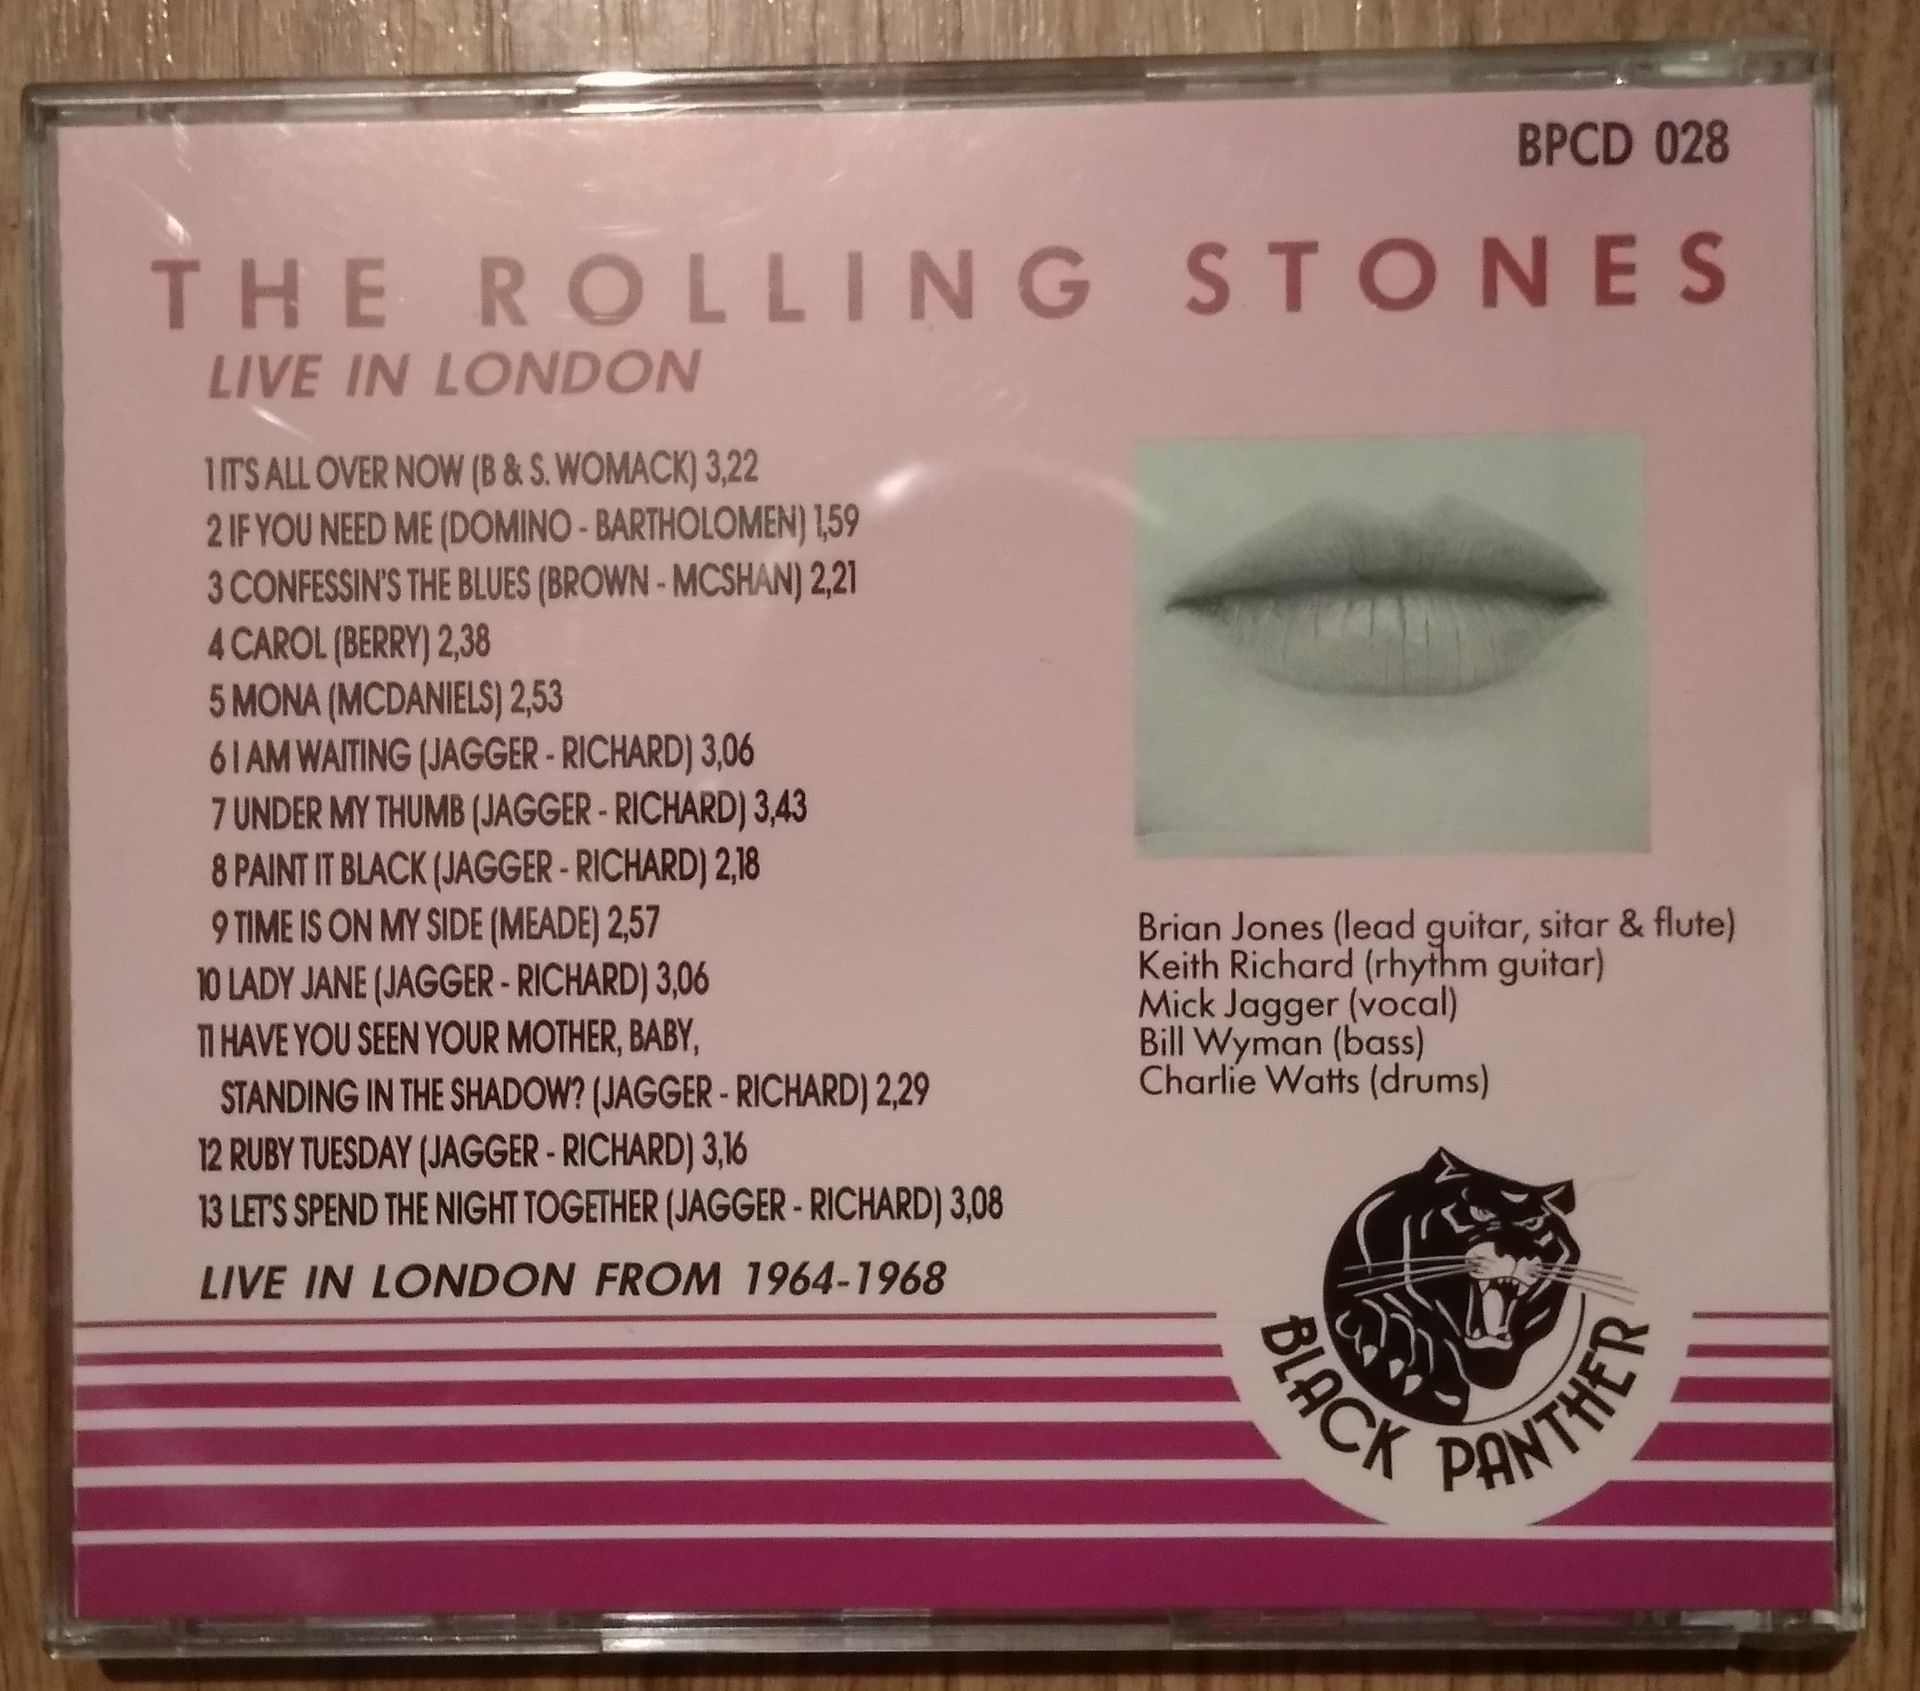 BPCD 028
THE ROLLING STONES
LIVE IN LONDON
1 IT'S ALL OVER NOW (B & S. WOMACK) 3,22
2 IF YOU NEED ME (DOMINO - BARTHOLOMEN) 1,59
3 CONFESSIN'S THE BLUES (BROWN - MCSHAN) 2,21
4 CAROL (BERRY) 2,38
5 MONA (MCDANIELS) 2,53
6 I AM WAITING (JAGGER - RICHARD) 3,06
7 UNDER MY THUMB (JAGGER - RICHARD) 3,43
8 PAINT IT BLACK (JAGGER - RICHARD) 2,18
9 TIME IS ON MY SIDE (MEADE) 2,57
10 LADY JANE (JAGGER - RICHARD) 3,06
11 HAVE YOU SEEN YOUR MOTHER, BABY,
STANDING IN THE SHADOW? (JAGGER - RICHARD) 2,29
12 RUBY TUESDAY (JAGGER - RICHARD) 3,16
13 LET'S SPEND THE NIGHT TOGETHER (JAGGER - RICHARD) 3,08
LIVE IN LONDON FROM 1964-1968
Brian Jones (lead guitar, sitar & flute)
Keith Richard (rhythm guitar)
Mick Jagger (vocal)
Bill Wyman (bass)
Charlie Watts (drums)
BLACK PANTHER